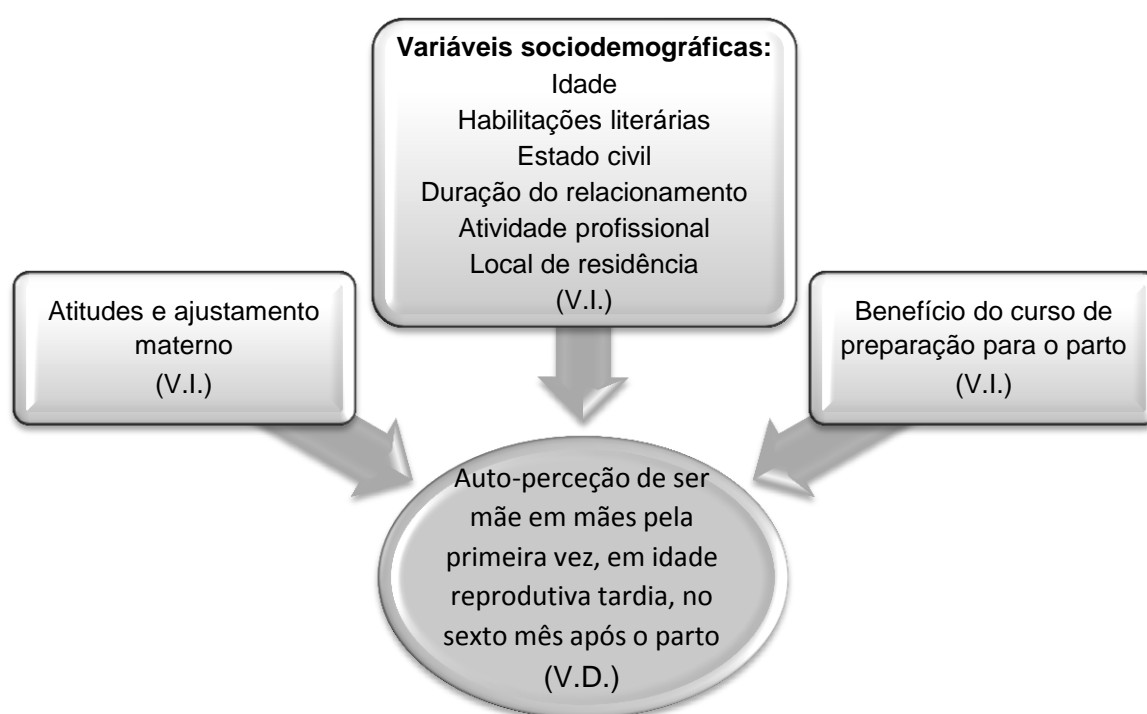 Variáveis sociodemográficas:
Idade
Habilitações literárias
Estado civil
Duração do relacionamento
Atividade profissional
Local de residência
(V.I.)
Atitudes e ajustamento
materno
(V.I.)
Benefício do curso de
preparação para o parto
(V.I.)
Auto-perceção de ser
mãe em mães pela
primeira vez, em idade
reprodutiva tardia, no
sexto mês após o parto
(V.D.)